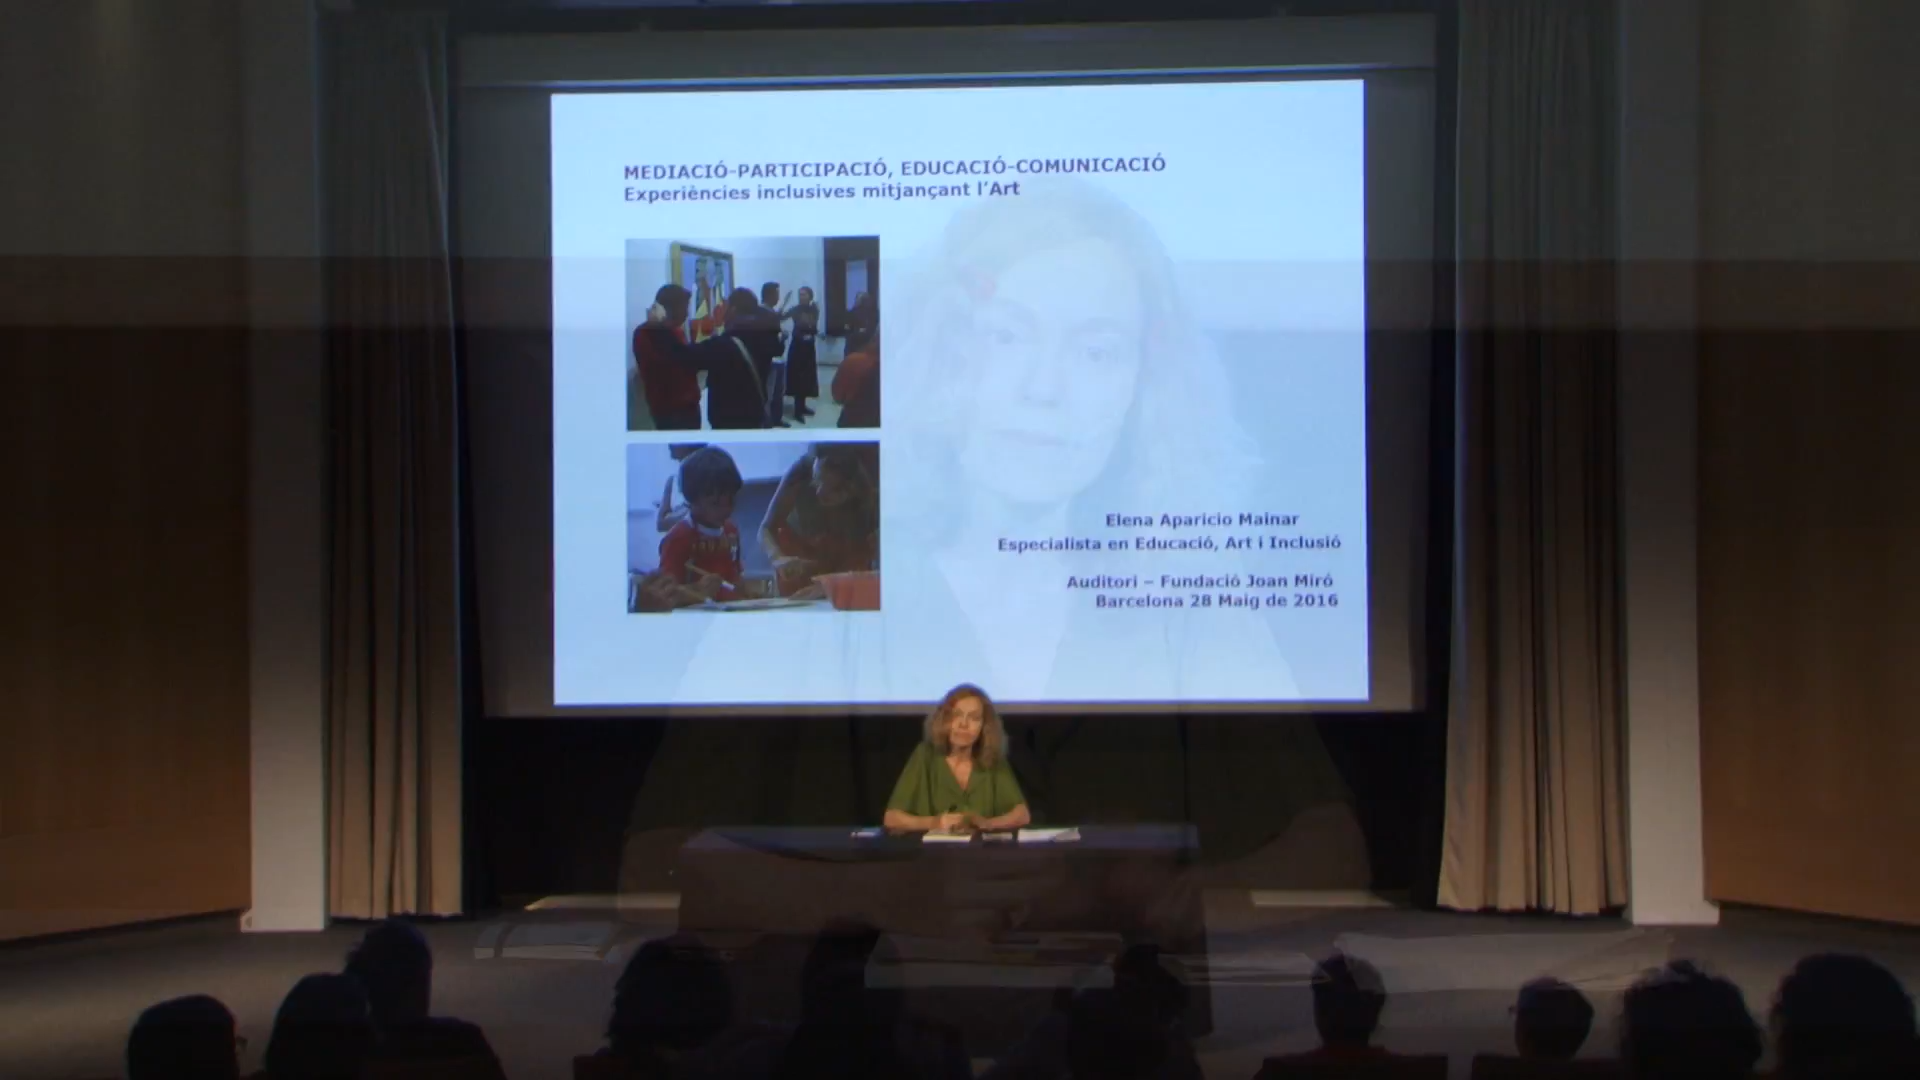 MEDIACIÓ-PARTICIPACIÓ, EDUCACIÓ-COMUNICACIÓ
Experiències inclusives mitjançant l’Art
Elena Aparicio Mainar
Especialista en Educació, Art i Inclusió
Auditori – Fundació Joan Miró
Barcelona 28 Maig de 2016